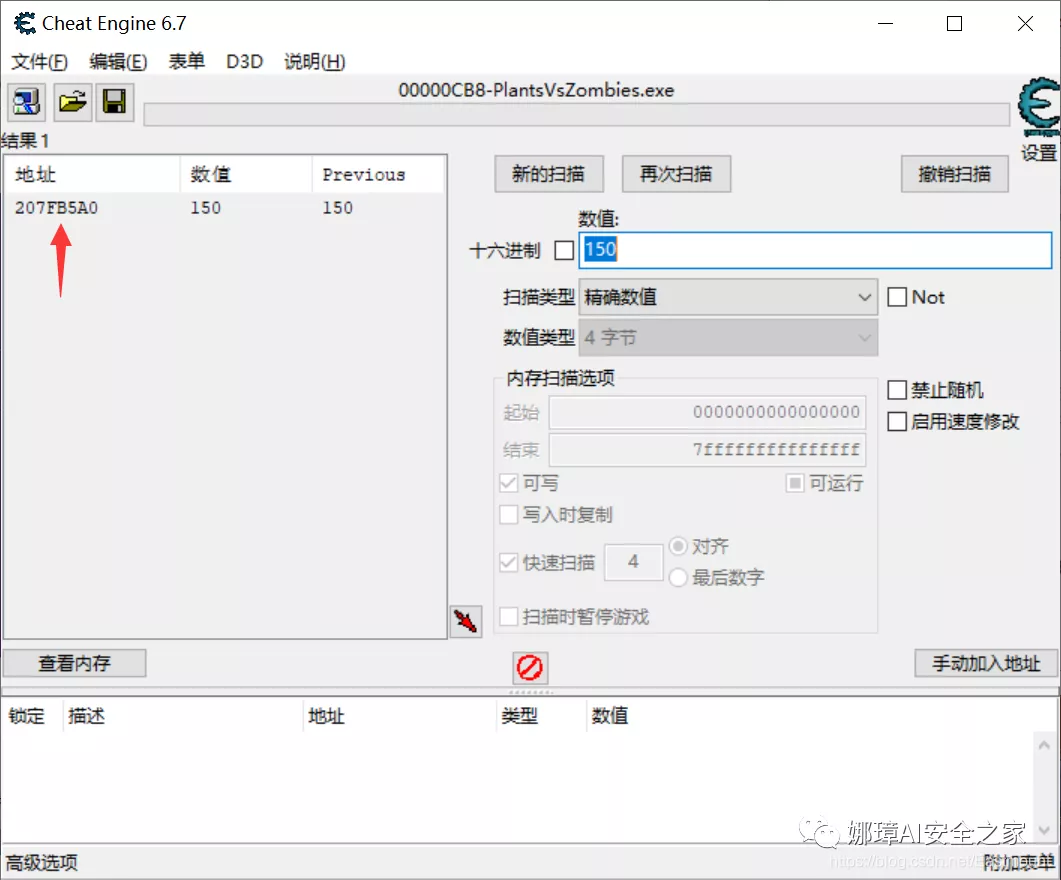 Cheat Engine 6.7
文件(F) 编辑(E) 表单 D3D 说明(H)
00000CB8-PlantsVsZombies.exe
设置
结果 1
地址 数值 Previous
207FB5A0 150 150
新的扫描 再次扫描 撤销扫描
数值:
十六进制 150
扫描类型 精确数值 Not
数值类型 4 字节
内存扫描选项
起始 0000000000000000
结束 7fffffffffffffff
禁止随机
启用速度修改
可写 可运行
写入时复制
快速扫描 4 对齐
最后数字
扫描时暂停游戏
查看内存 手动加入地址
锁定 描述 地址 类型 数值
娜璋AI安全之家
高级选项 附加表单